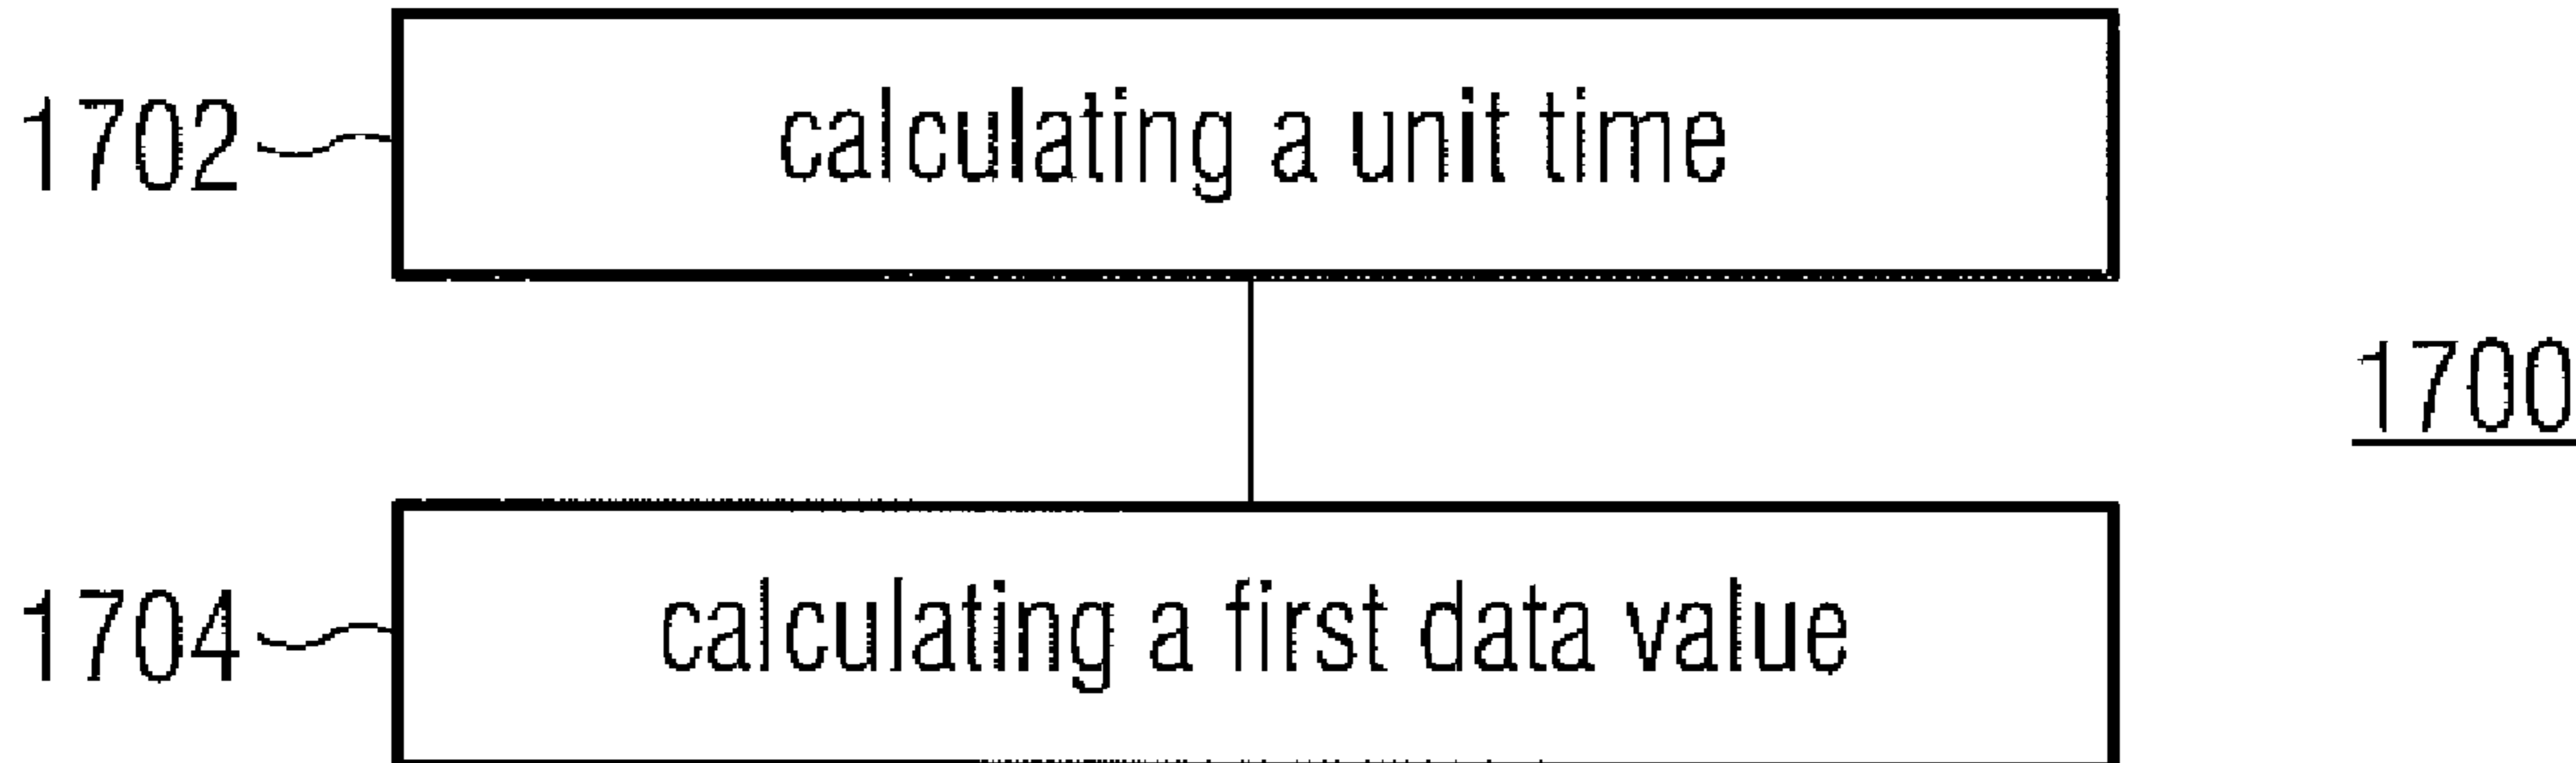 1702 calculating a unit time
1700
1704 calculating a first data value